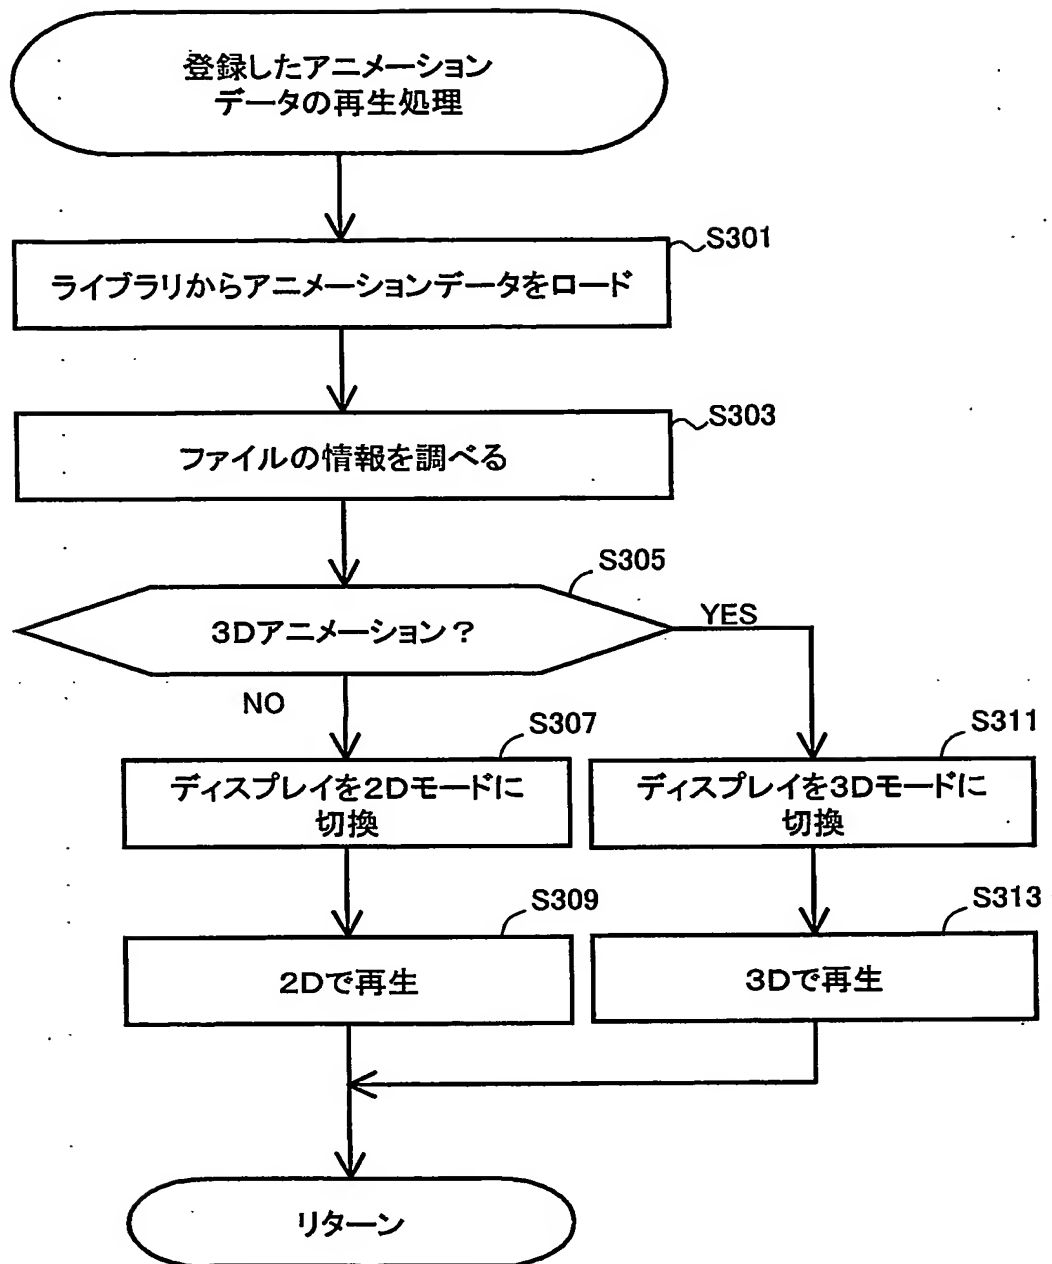 登録したアニメーション
データの再生処理
S301
ライブラリからアニメーションデータをロード
S303
ファイルの情報を調べる
S305
3Dアニメーション?
YES
NO
S307
ディスプレイを2Dモードに
切換
S311
ディスプレイを3Dモードに
切換
S309
2Dで再生
S313
3Dで再生
リターン